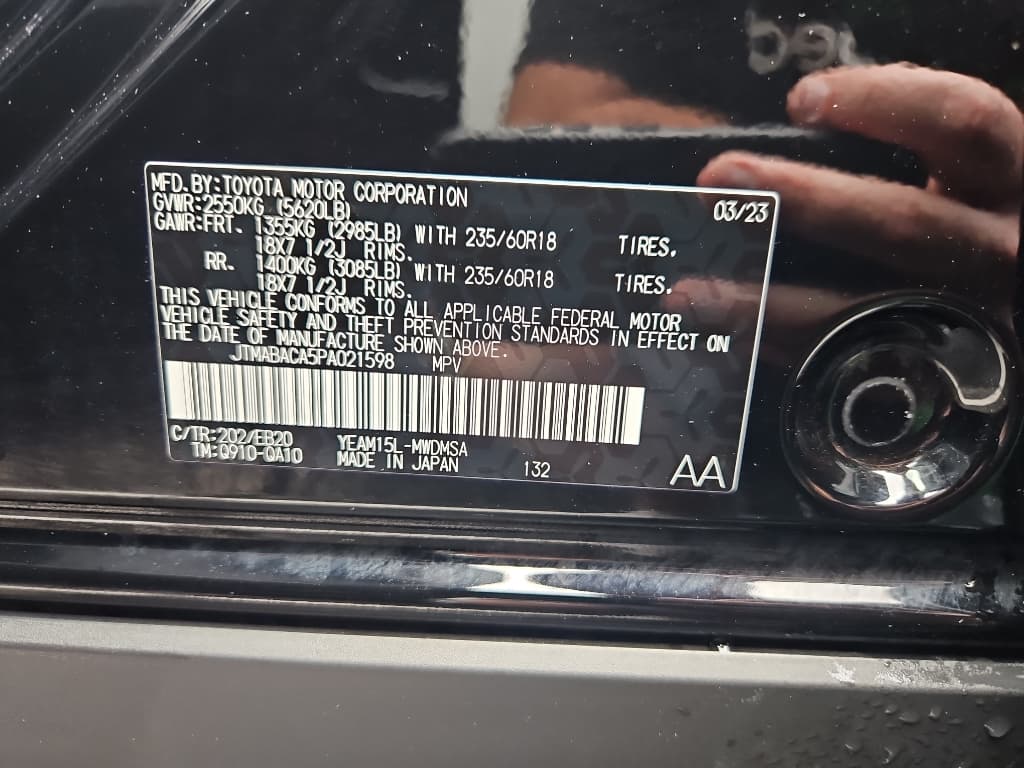 MFD.BY:TOYOTA MOTOR CORPORATION 03/23
GVWR:2550KG (5620LB)
GAWR:FRT. 1355KG (2985LB) WITH 235/60R18 TIRES.
18X7 1/2J RIMS.
RR. 1400KG (3085LB) WITH 235/60R18 TIRES.
18X7 1/2J RIMS.
THIS VEHICLE CONFORMS TO ALL APPLICABLE FEDERAL MOTOR
VEHICLE SAFETY AND THEFT PREVENTION STANDARDS IN EFFECT ON
THE DATE OF MANUFACTURE SHOWN ABOVE.
JTMABACA5PA021598 MPV
C/TR:202/EB20 YEAM15L-MWDMSA
TM:Q910-QA10 MADE IN JAPAN 132 AA